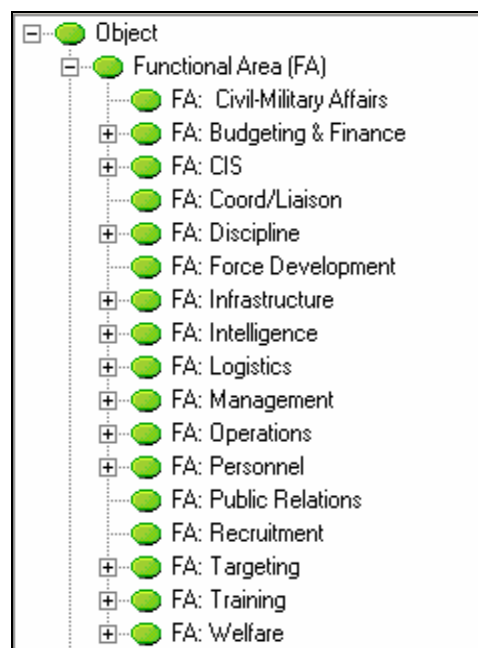 Object
Functional Area (FA)
FA: Civil-Military Affairs
FA: Budgeting & Finance
FA: CIS
FA: Coord/Liaison
FA: Discipline
FA: Force Development
FA: Infrastructure
FA: Intelligence
FA: Logistics
FA: Management
FA: Operations
FA: Personnel
FA: Public Relations
FA: Recruitment
FA: Targeting
FA: Training
FA: Welfare